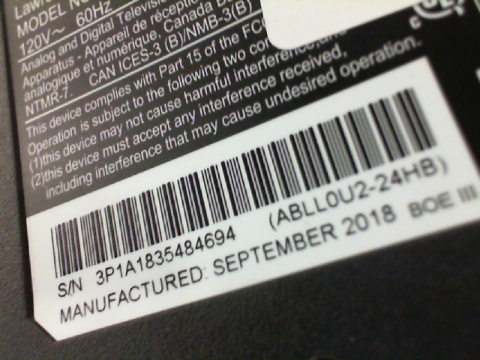 MODEL NO
120V~ 60Hz
Analog and Digital Television
Apparatus - Appareil de réception
analogique et numérique, Canada
NTMR-7. CAN ICES-3 (B)/NMB-3(B)
This device complies with Part 15 of the FCC
Operation is subject to the following two
(1)this device may not cause harmful interference,
(2)this device must accept any interference received,
including interference that may cause undesired operation.
S/N 3P1A1835484694 (ABLL0U2-24HB)
MANUFACTURED: SEPTEMBER 2018 BOE III